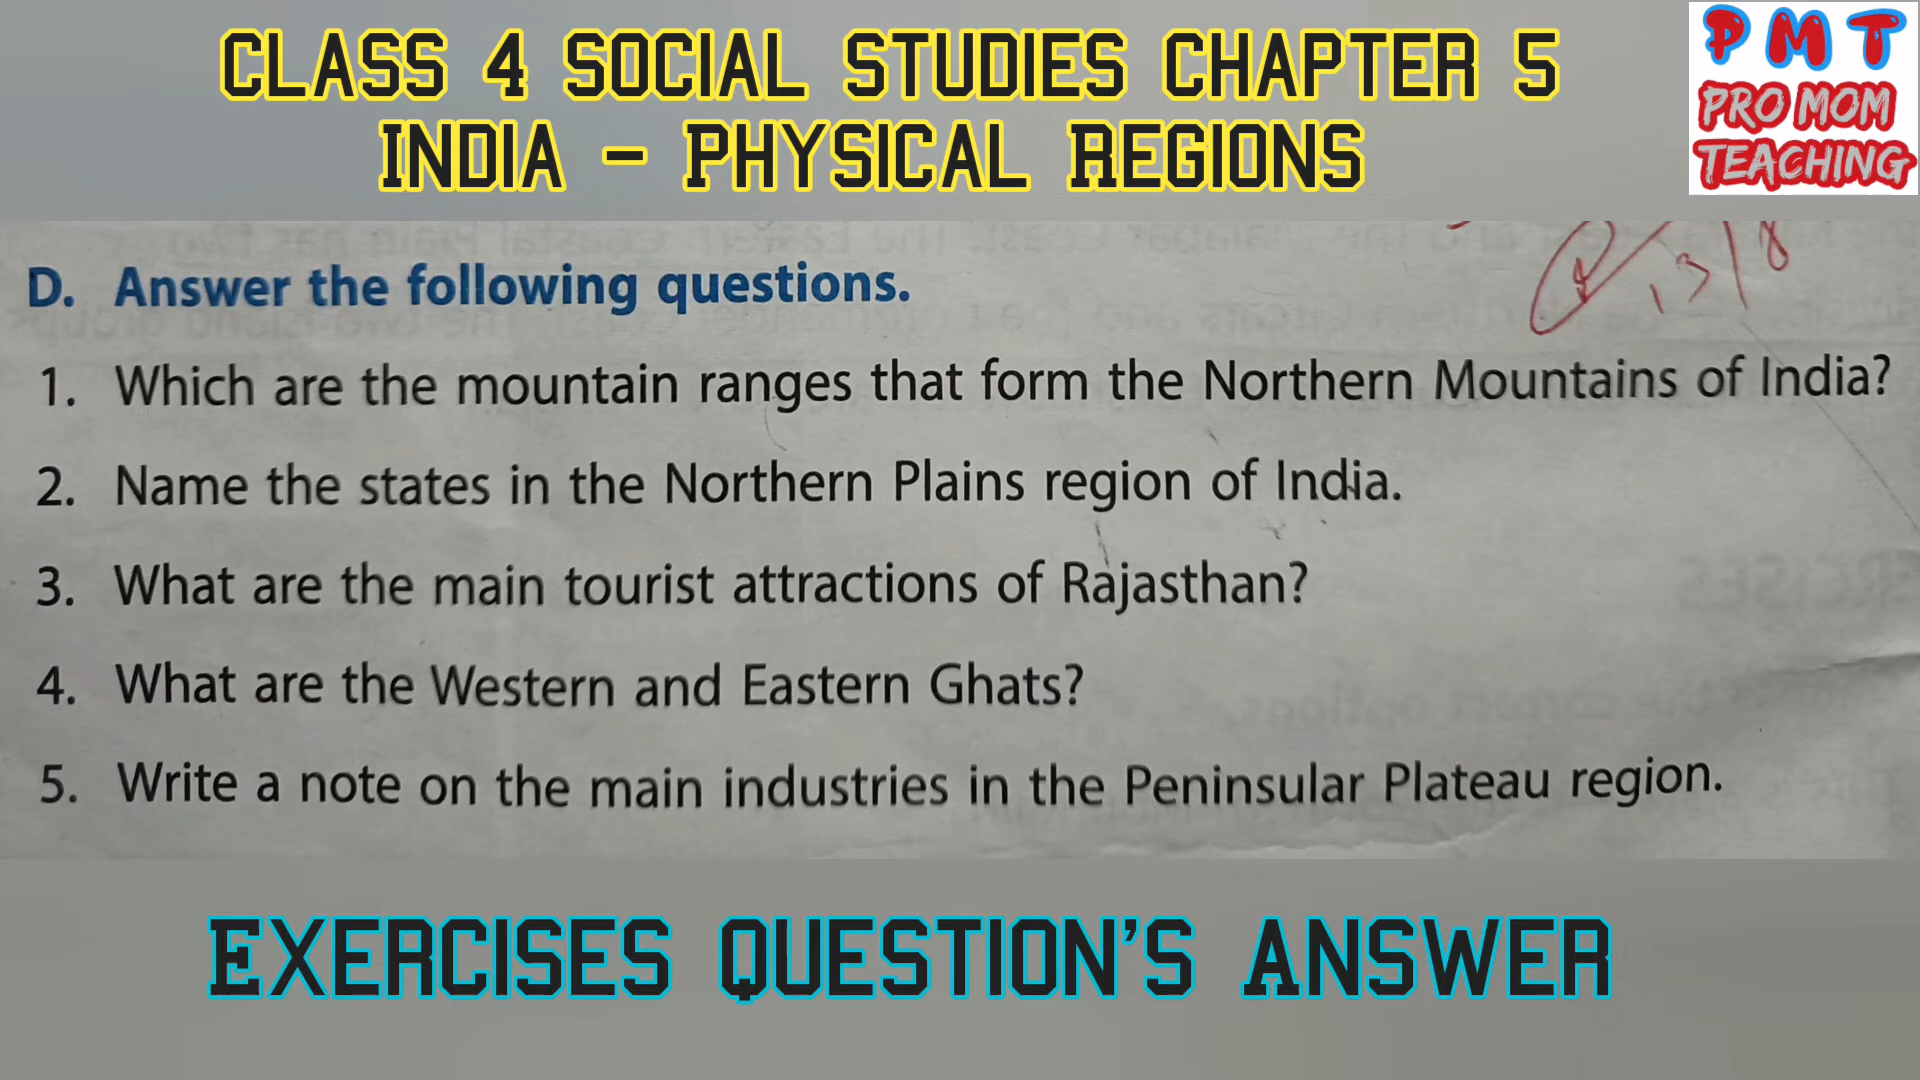 CLASS 4 SOCIAL STUDIES CHAPTER 5
INDIA - PHYSICAL REGIONS
P M T
PRO MOM
TEACHING
D. Answer the following questions.
1. Which are the mountain ranges that form the Northern Mountains of India?
2. Name the states in the Northern Plains region of India.
3. What are the main tourist attractions of Rajasthan?
4. What are the Western and Eastern Ghats?
5. Write a note on the main industries in the Peninsular Plateau region.
EXERCISES QUESTION'S ANSWER